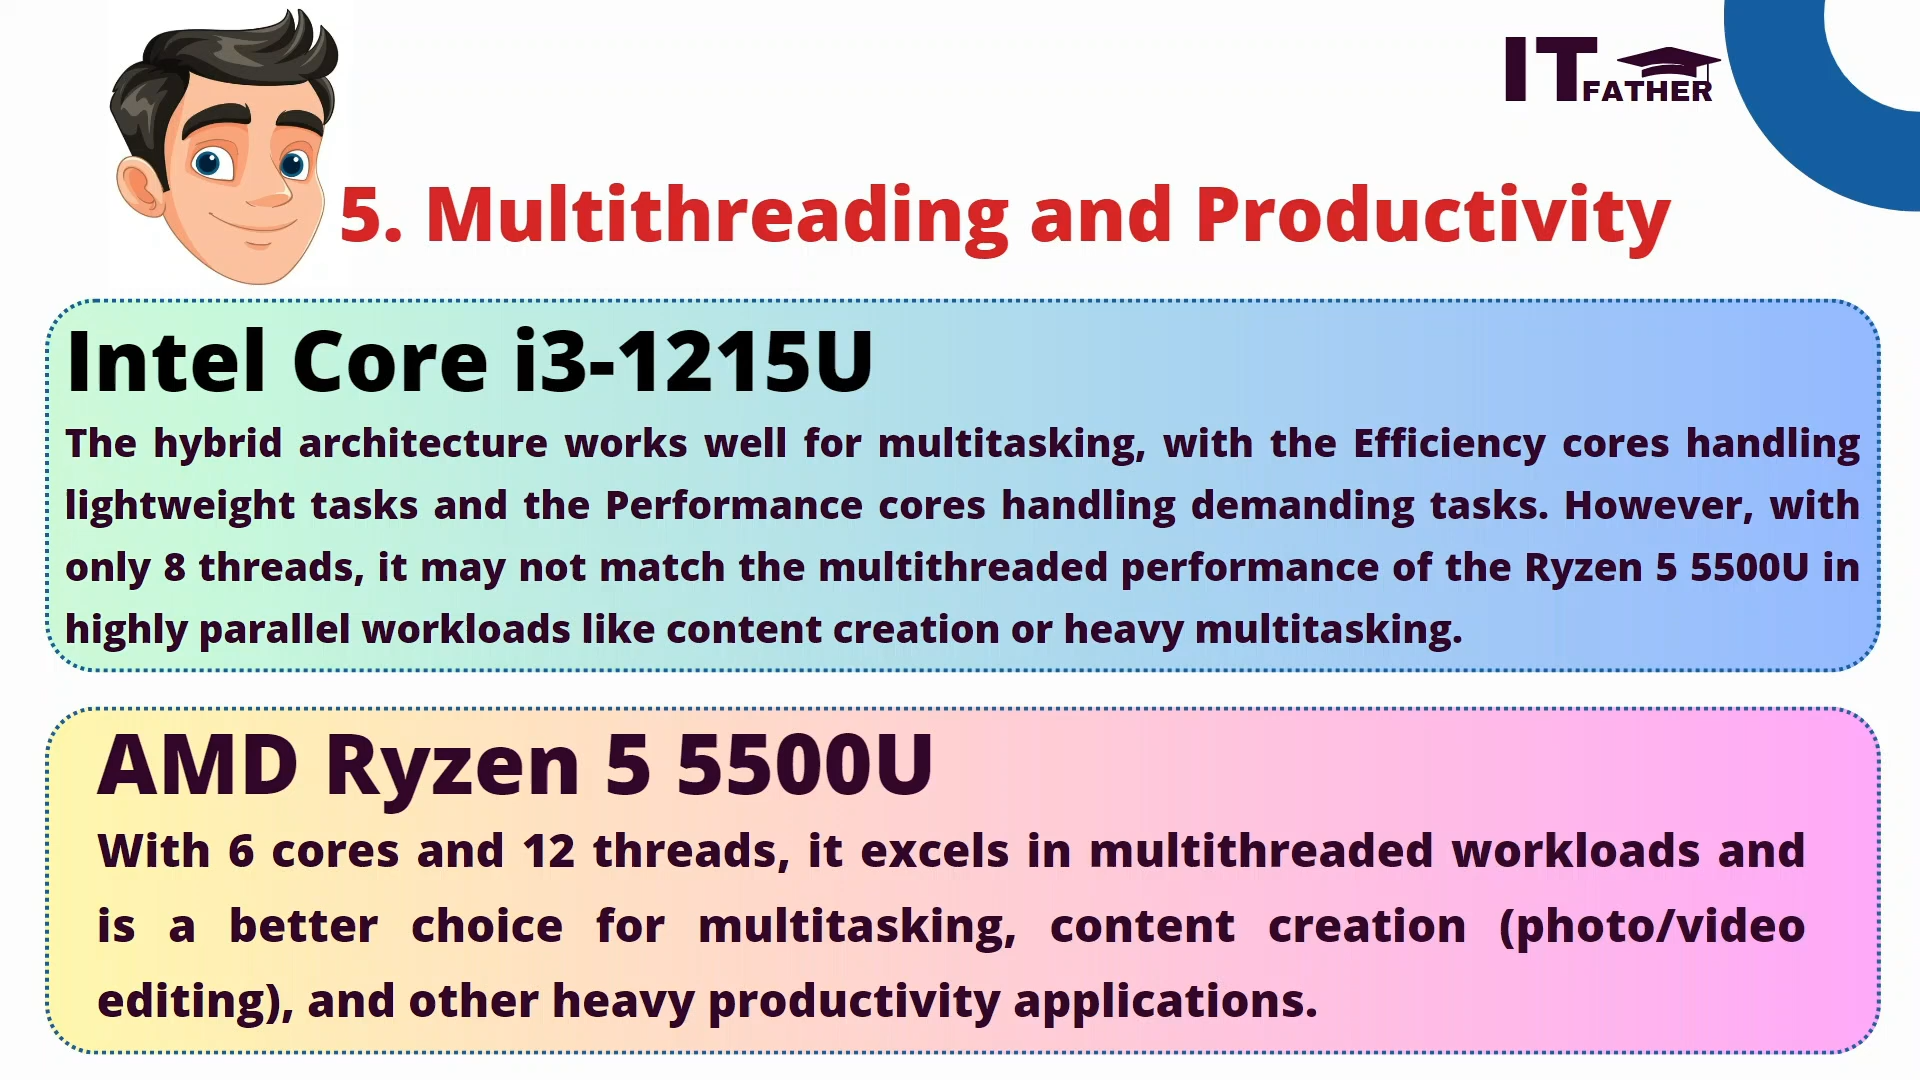 IT FATHER
5. Multithreading and Productivity
Intel Core i3-1215U
The hybrid architecture works well for multitasking, with the Efficiency cores handling
lightweight tasks and the Performance cores handling demanding tasks. However, with
only 8 threads, it may not match the multithreaded performance of the Ryzen 5 5500U in
highly parallel workloads like content creation or heavy multitasking.
AMD Ryzen 5 5500U
With 6 cores and 12 threads, it excels in multithreaded workloads and
is a better choice for multitasking, content creation (photo/video
editing), and other heavy productivity applications.